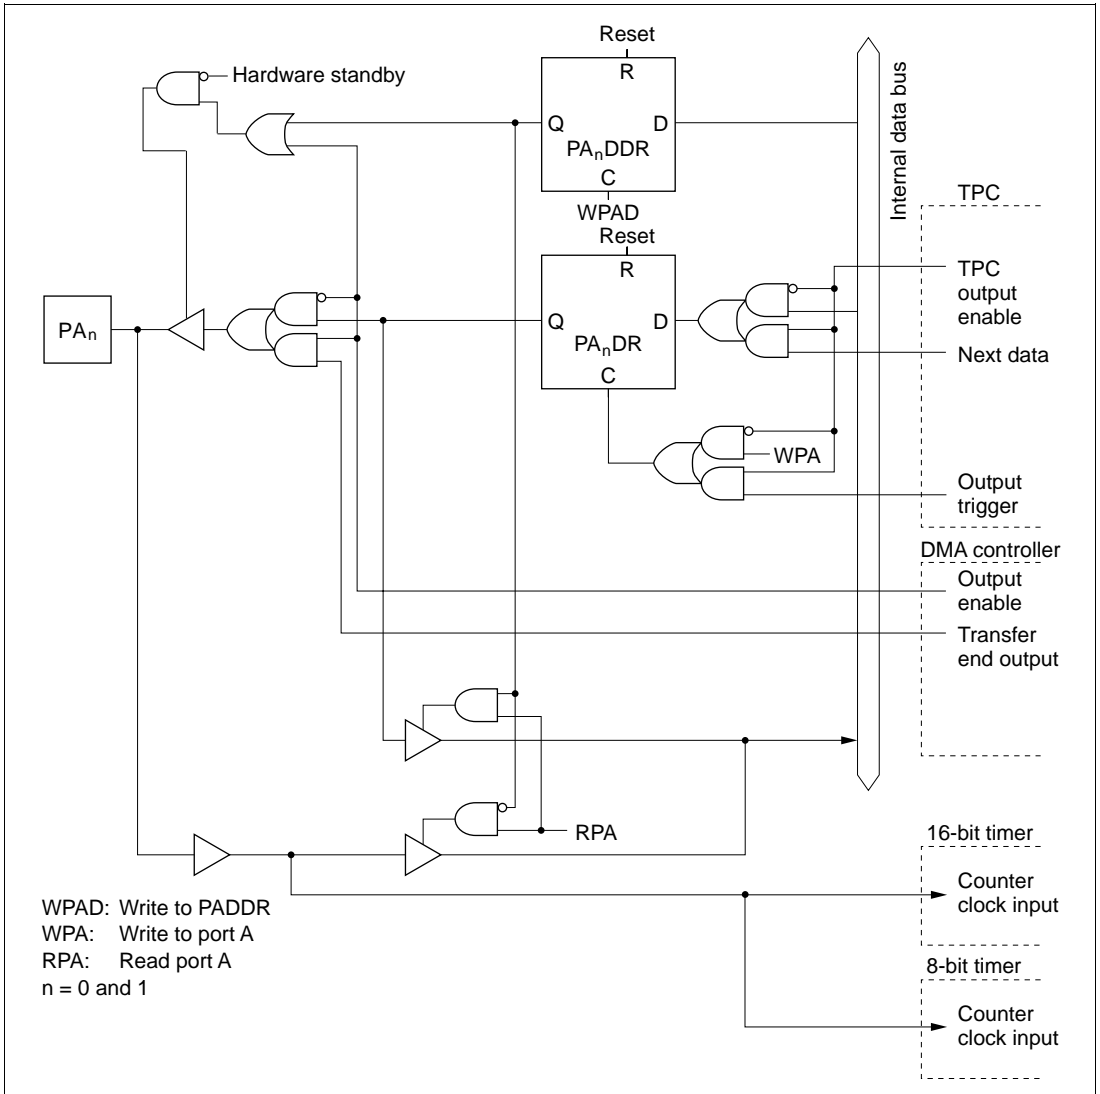 Reset
Hardware standby
R
Q
D
PAnDDR
C
WPAD
Internal data bus
TPC
Reset
R
Q
D
PAnDR
C
PAn
TPC
output
enable
Next data
WPA
Output
trigger
DMA controller
Output
enable
Transfer
end output
RPA
16-bit timer
Counter
clock input
8-bit timer
Counter
clock input
WPAD: Write to PADDR
WPA: Write to port A
RPA: Read port A
n = 0 and 1